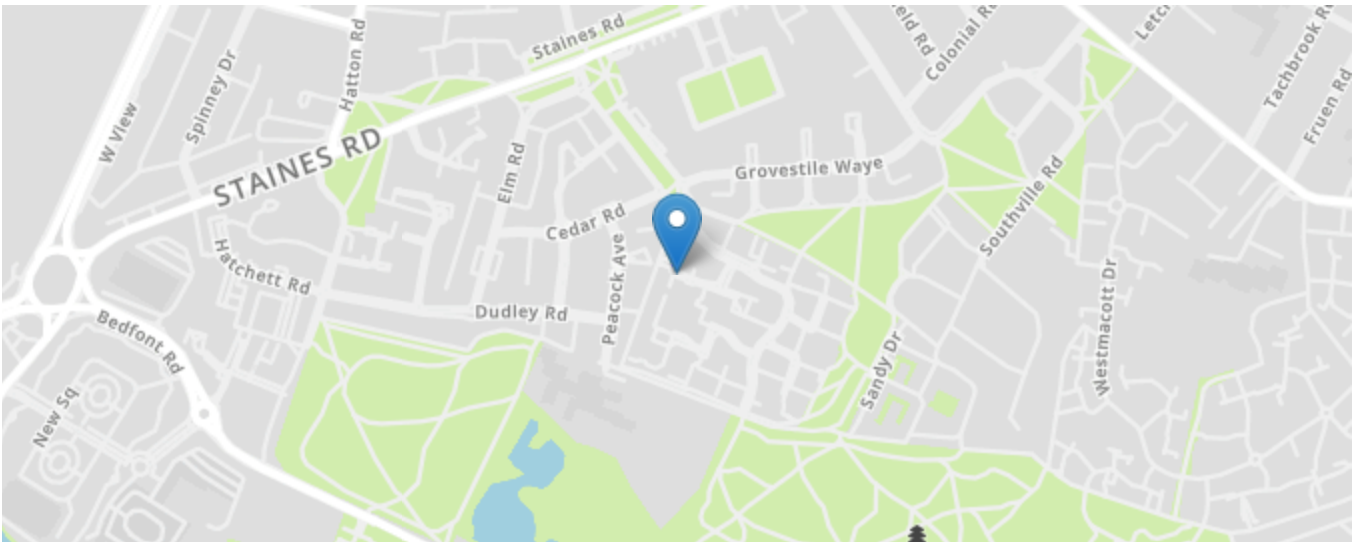 Staines Rd
Hatton Rd
Spinney Dr
W View
STAINES RD
Elm Rd
Cedar Rd
Grovestile Waye
Colonial Rd
Tachbrook Rd
Fruen Rd
Southville Rd
Hatchett Rd
Peacock Ave
Dudley Rd
Westmacott Dr
Bedfont Rd
Sandy Dr
New Sq